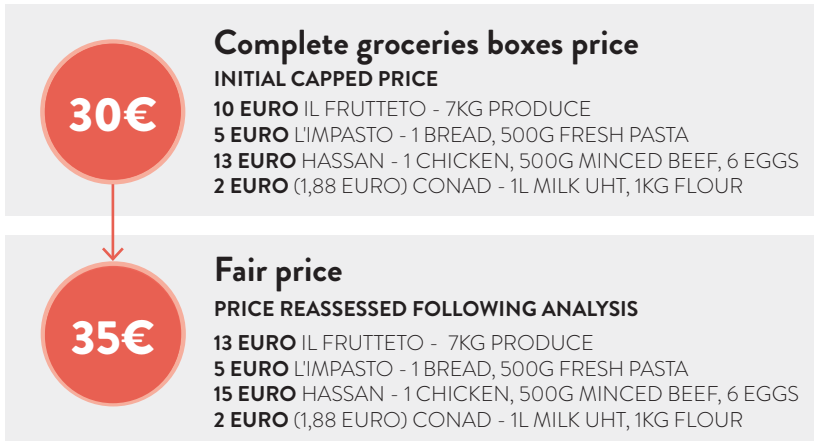 30€
Complete groceries boxes price
INITIAL CAPPED PRICE
10 EURO IL FRUTTETO - 7KG PRODUCE
5 EURO L'IMPASTO - 1 BREAD, 500G FRESH PASTA
13 EURO HASSAN - 1 CHICKEN, 500G MINCED BEEF, 6 EGGS
2 EURO (1,88 EURO) CONAD - 1L MILK UHT, 1KG FLOUR
35€
Fair price
PRICE REASSESSED FOLLOWING ANALYSIS
13 EURO IL FRUTTETO - 7KG PRODUCE
5 EURO L'IMPASTO - 1 BREAD, 500G FRESH PASTA
15 EURO HASSAN - 1 CHICKEN, 500G MINCED BEEF, 6 EGGS
2 EURO (1,88 EURO) CONAD - 1L MILK UHT, 1KG FLOUR